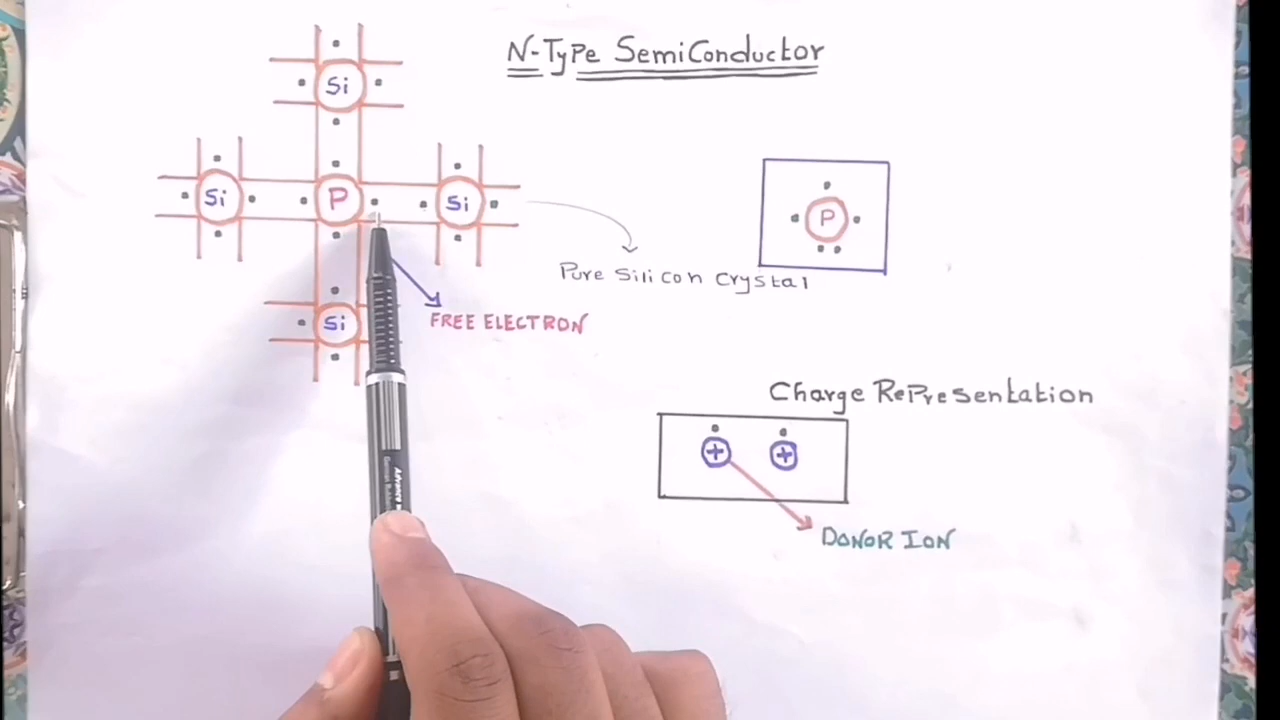 N-Type SemiConductor
Si
Si
P
Si
P
Pure Silicon Crystal
Si
FREE ELECTRON
Charge RePresentation
+
+
DONOR ION